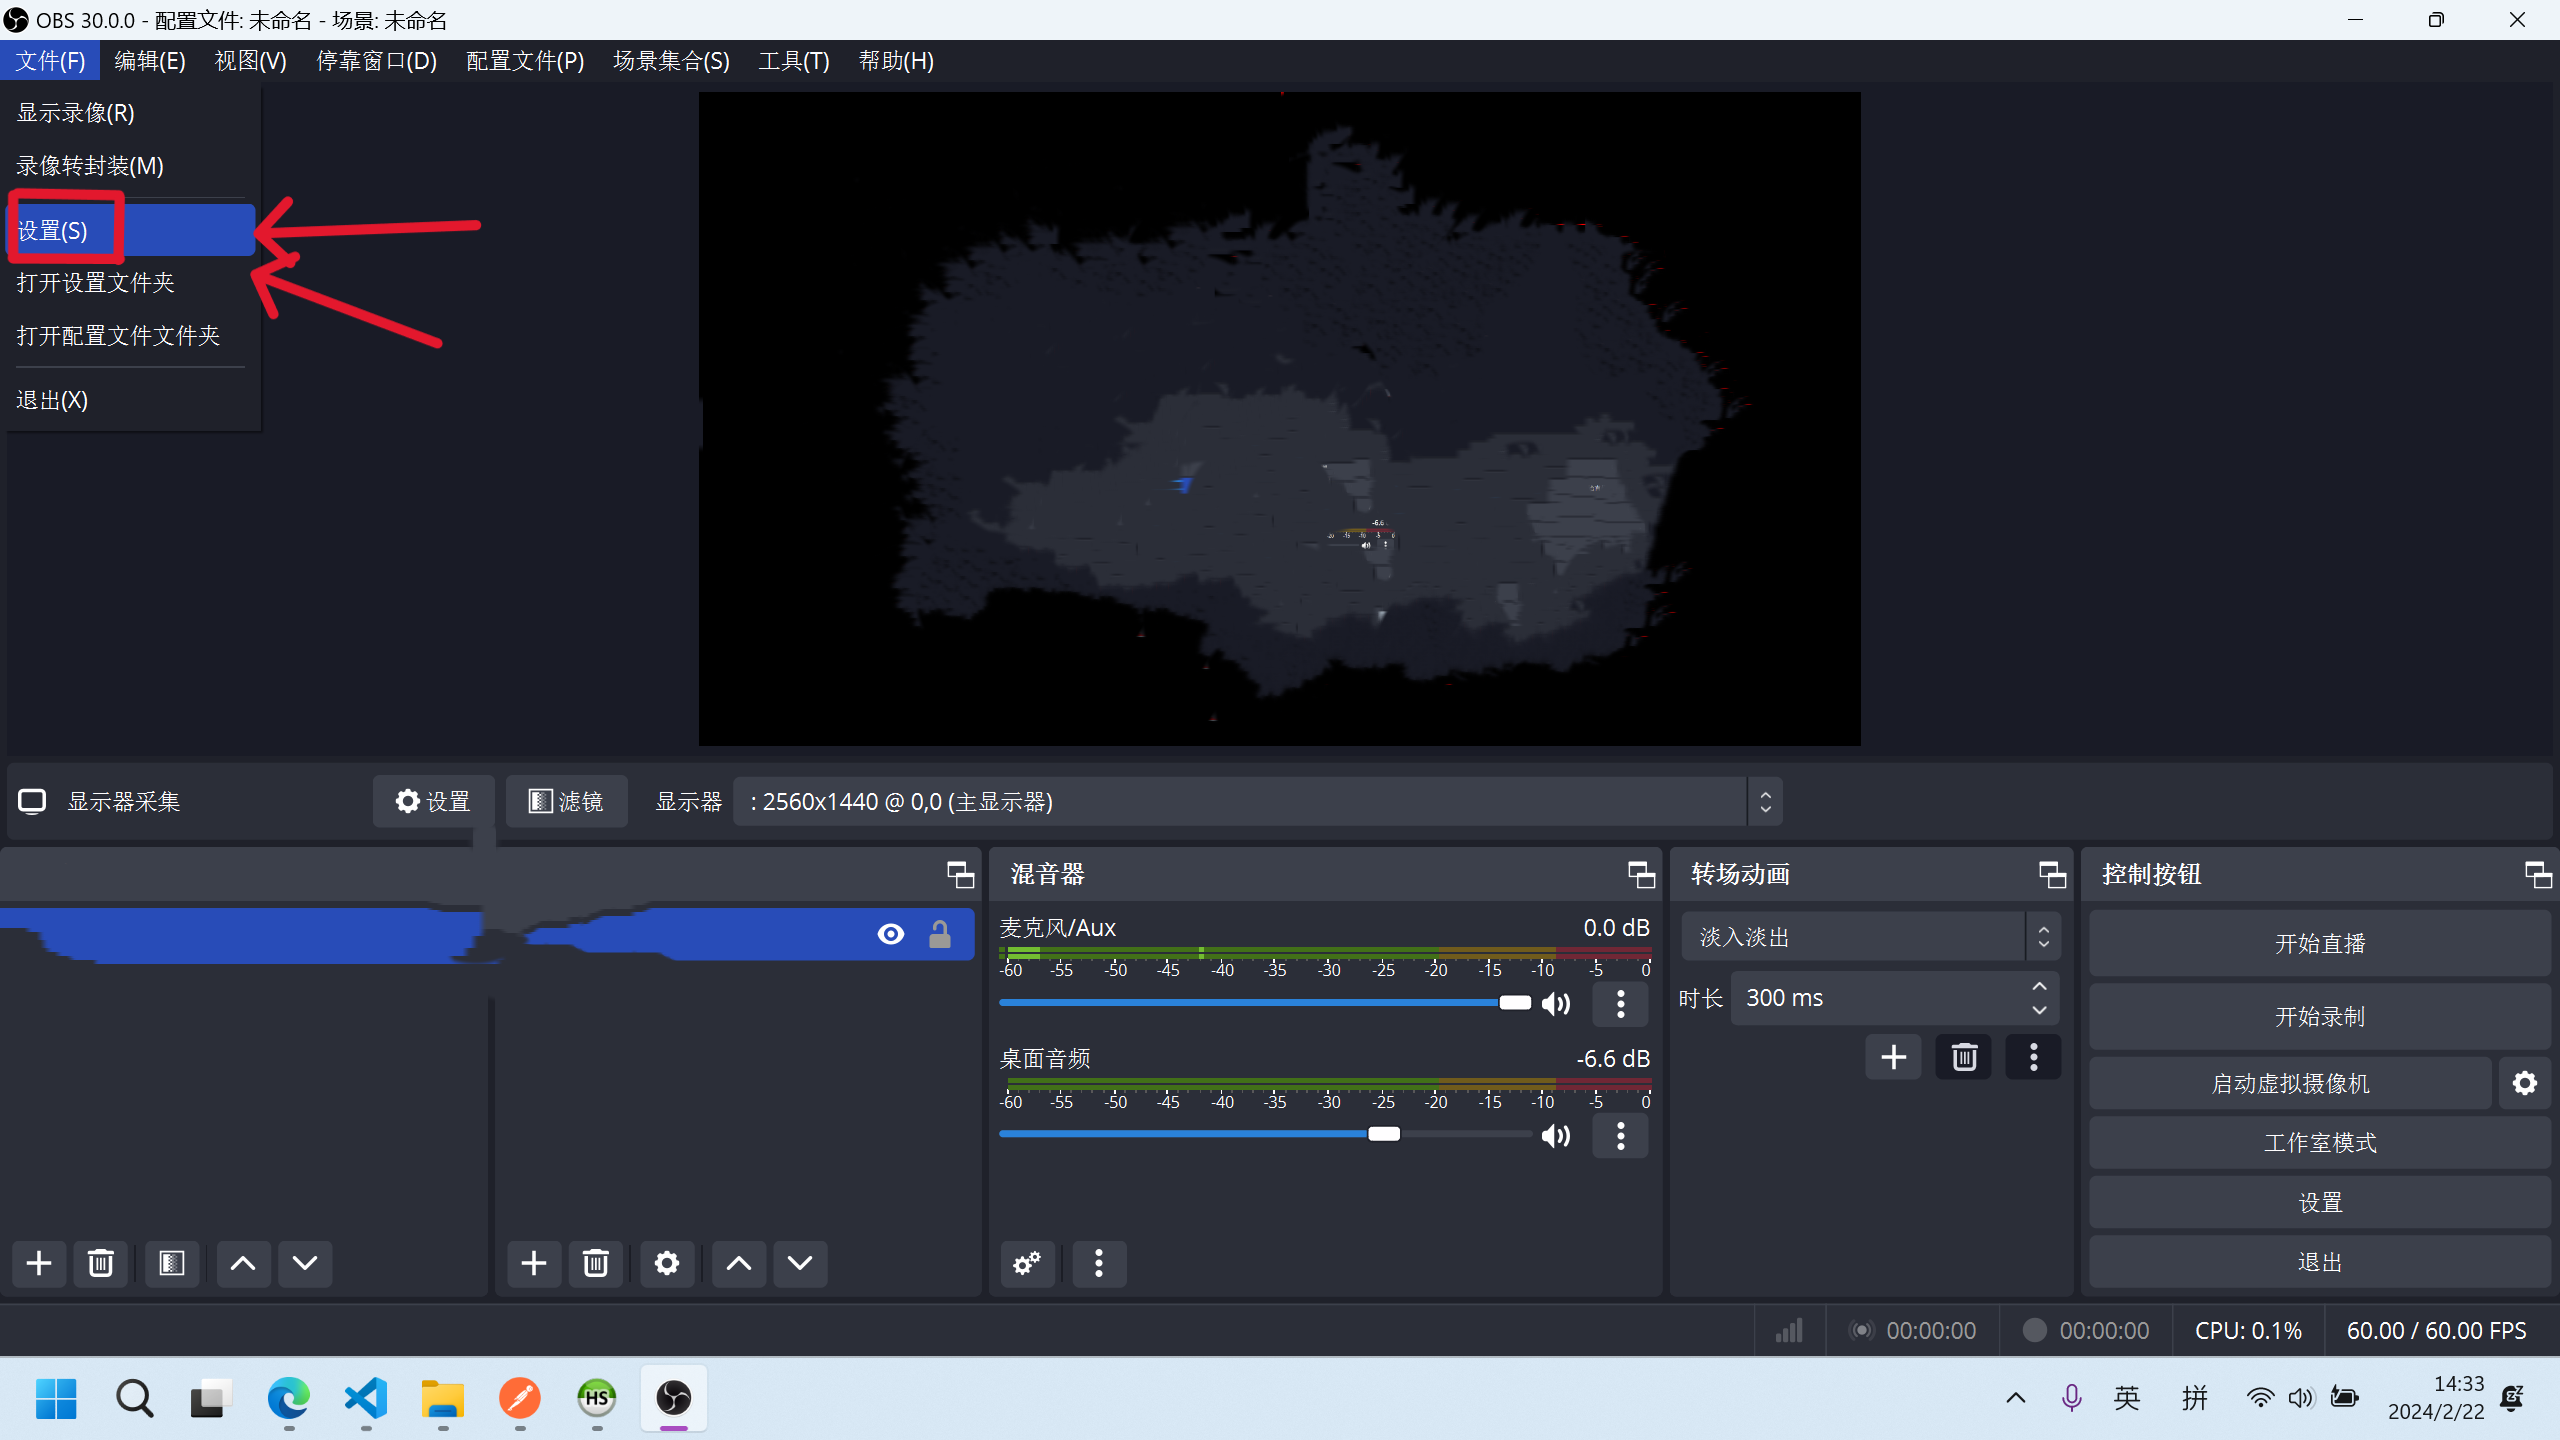 OBS 30.0.0 - 配置文件: 未命名 - 场景: 未命名
文件(F) 编辑(E) 视图(V) 停靠窗口(D) 配置文件(P) 场景集合(S) 工具(T) 帮助(H)
显示录像(R)
录像转封装(M)
设置(S)
打开设置文件夹
打开配置文件文件夹
退出(X)
-6.6
-20 -15 -10 -5 0
显示器采集 设置 滤镜 显示器 : 2560x1440 @ 0,0 (主显示器)
混音器
麦克风/Aux 0.0 dB
-60 -55 -50 -45 -40 -35 -30 -25 -20 -15 -10 -5 0
桌面音频 -6.6 dB
-60 -55 -50 -45 -40 -35 -30 -25 -20 -15 -10 -5 0
转场动画
淡入淡出
时长 300 ms
控制按钮
开始直播
开始录制
启动虚拟摄像机
工作室模式
设置
退出
00:00:00 00:00:00 CPU: 0.1% 60.00 / 60.00 FPS
HS
英 拼
14:33
2024/2/22